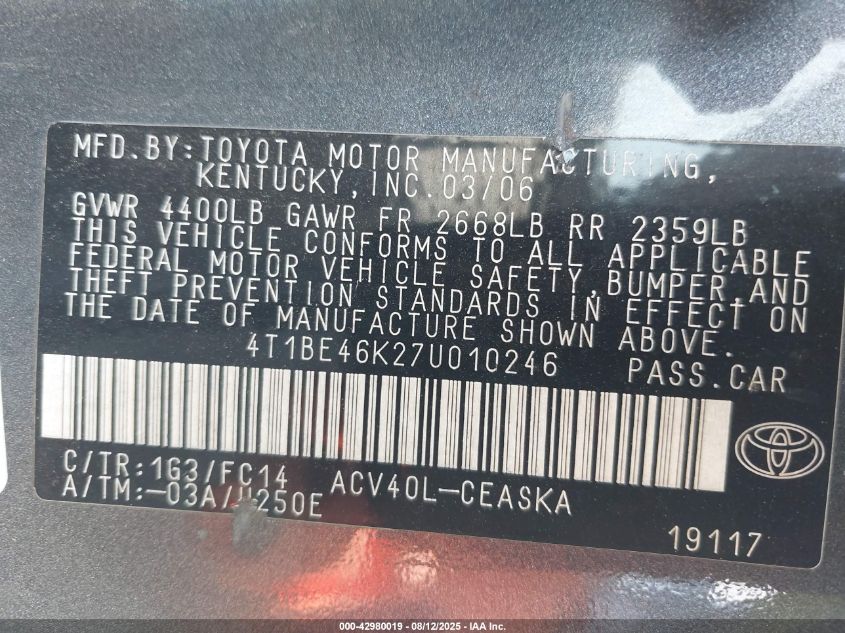 MFD.BY:TOYOTA MOTOR MANUFACTURING,
KENTUCKY,INC.03/06
GVWR 4400LB GAWR FR 2668LB RR 2359LB
THIS VEHICLE CONFORMS TO ALL APPLICABLE
FEDERAL MOTOR VEHICLE SAFETY,BUMPER,AND
THEFT PREVENTION STANDARDS IN EFFECT ON
THE DATE OF MANUFACTURE SHOWN ABOVE.
4T1BE46K27U010246 PASS.CAR
C/TR:1G3/FC14 ACV40L-CEASKA
A/TM:-03A/U250E
19117
000-42980019 - 08/12/2025 - IAA Inc.